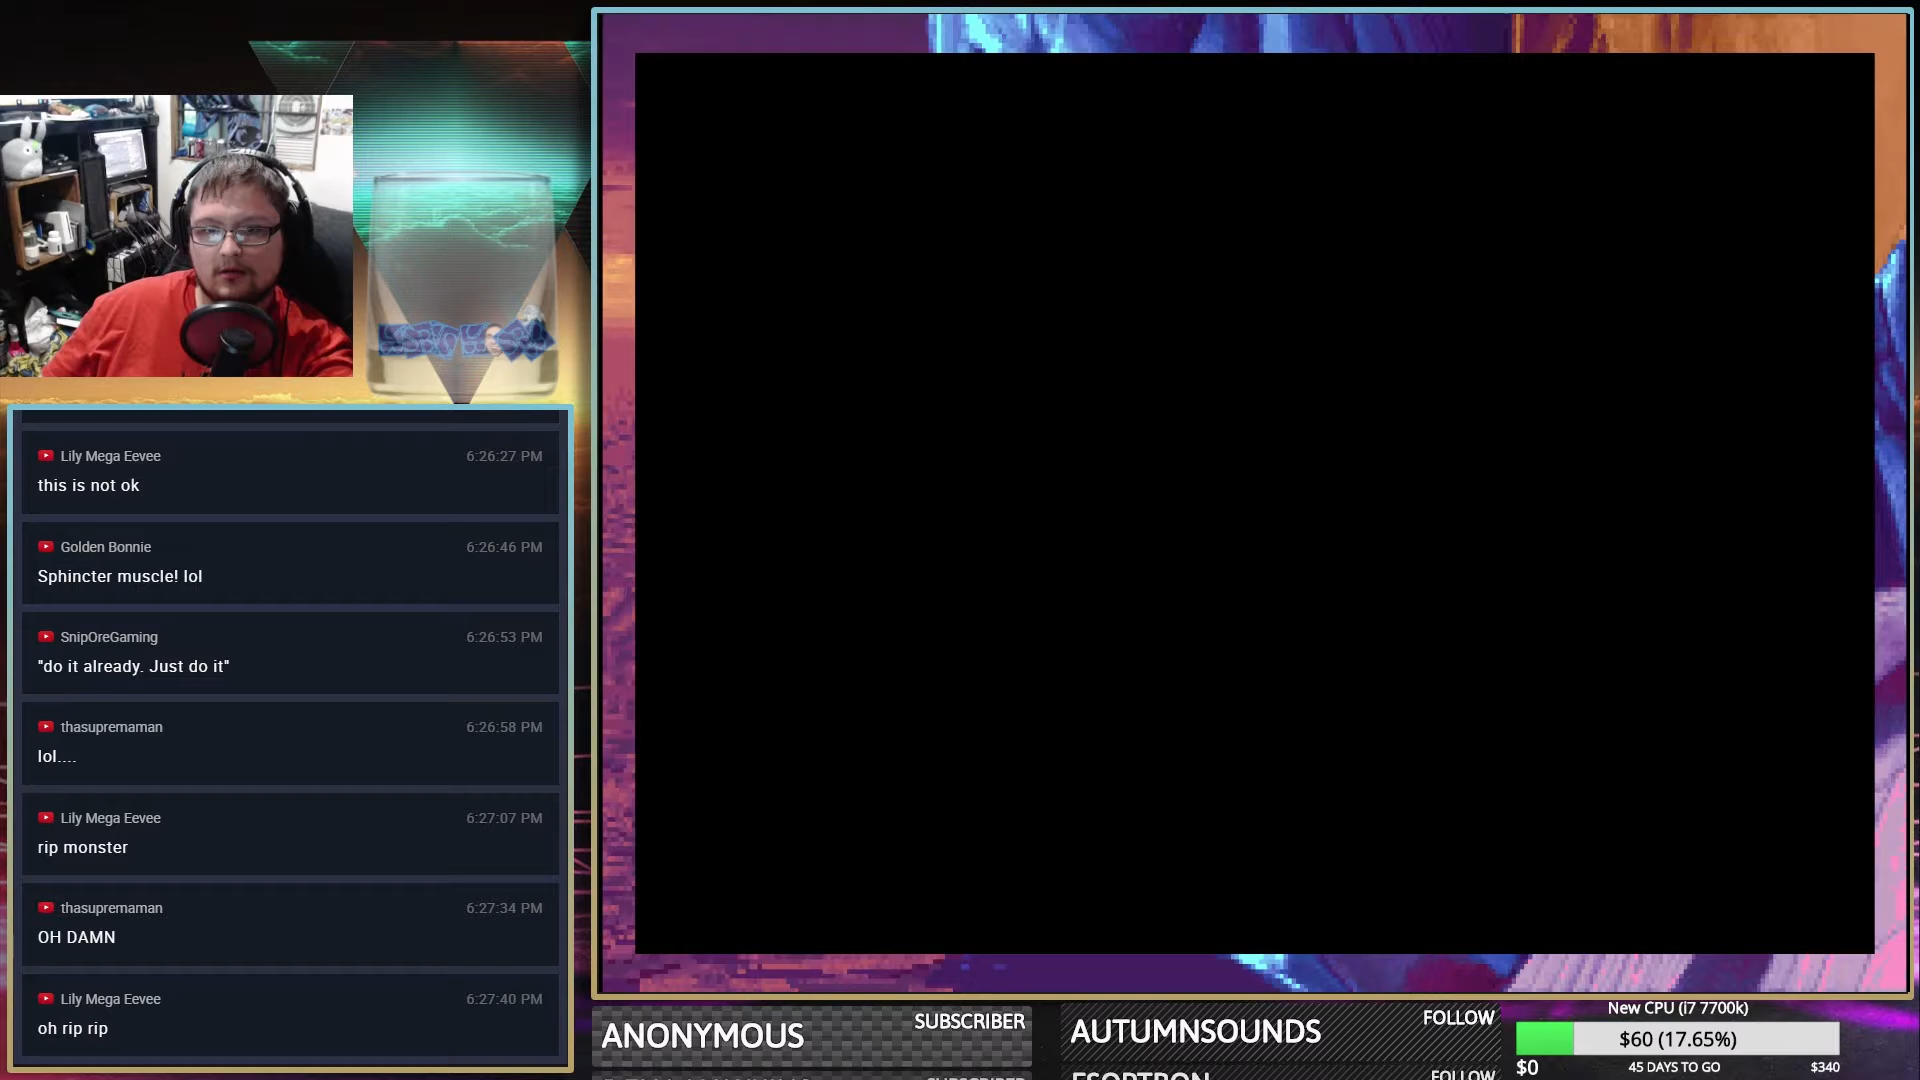 Lily Mega Eevee 6:26:27 PM
this is not ok
Golden Bonnie 6:26:46 PM
Sphincter muscle! lol
SnipOreGaming 6:26:53 PM
"do it already. Just do it"
thasupremaman 6:26:58 PM
lol....
Lily Mega Eevee 6:27:07 PM
rip monster
thasupremaman 6:27:34 PM
OH DAMN
Lily Mega Eevee 6:27:40 PM
oh rip rip
ANONYMOUS SUBSCRIBER
SUBSCRIBER
AUTUMNSOUNDS FOLLOW
FOLLOW
New CPU (i7 7700k)
$60 (17.65%)
$0 45 DAYS TO GO $340